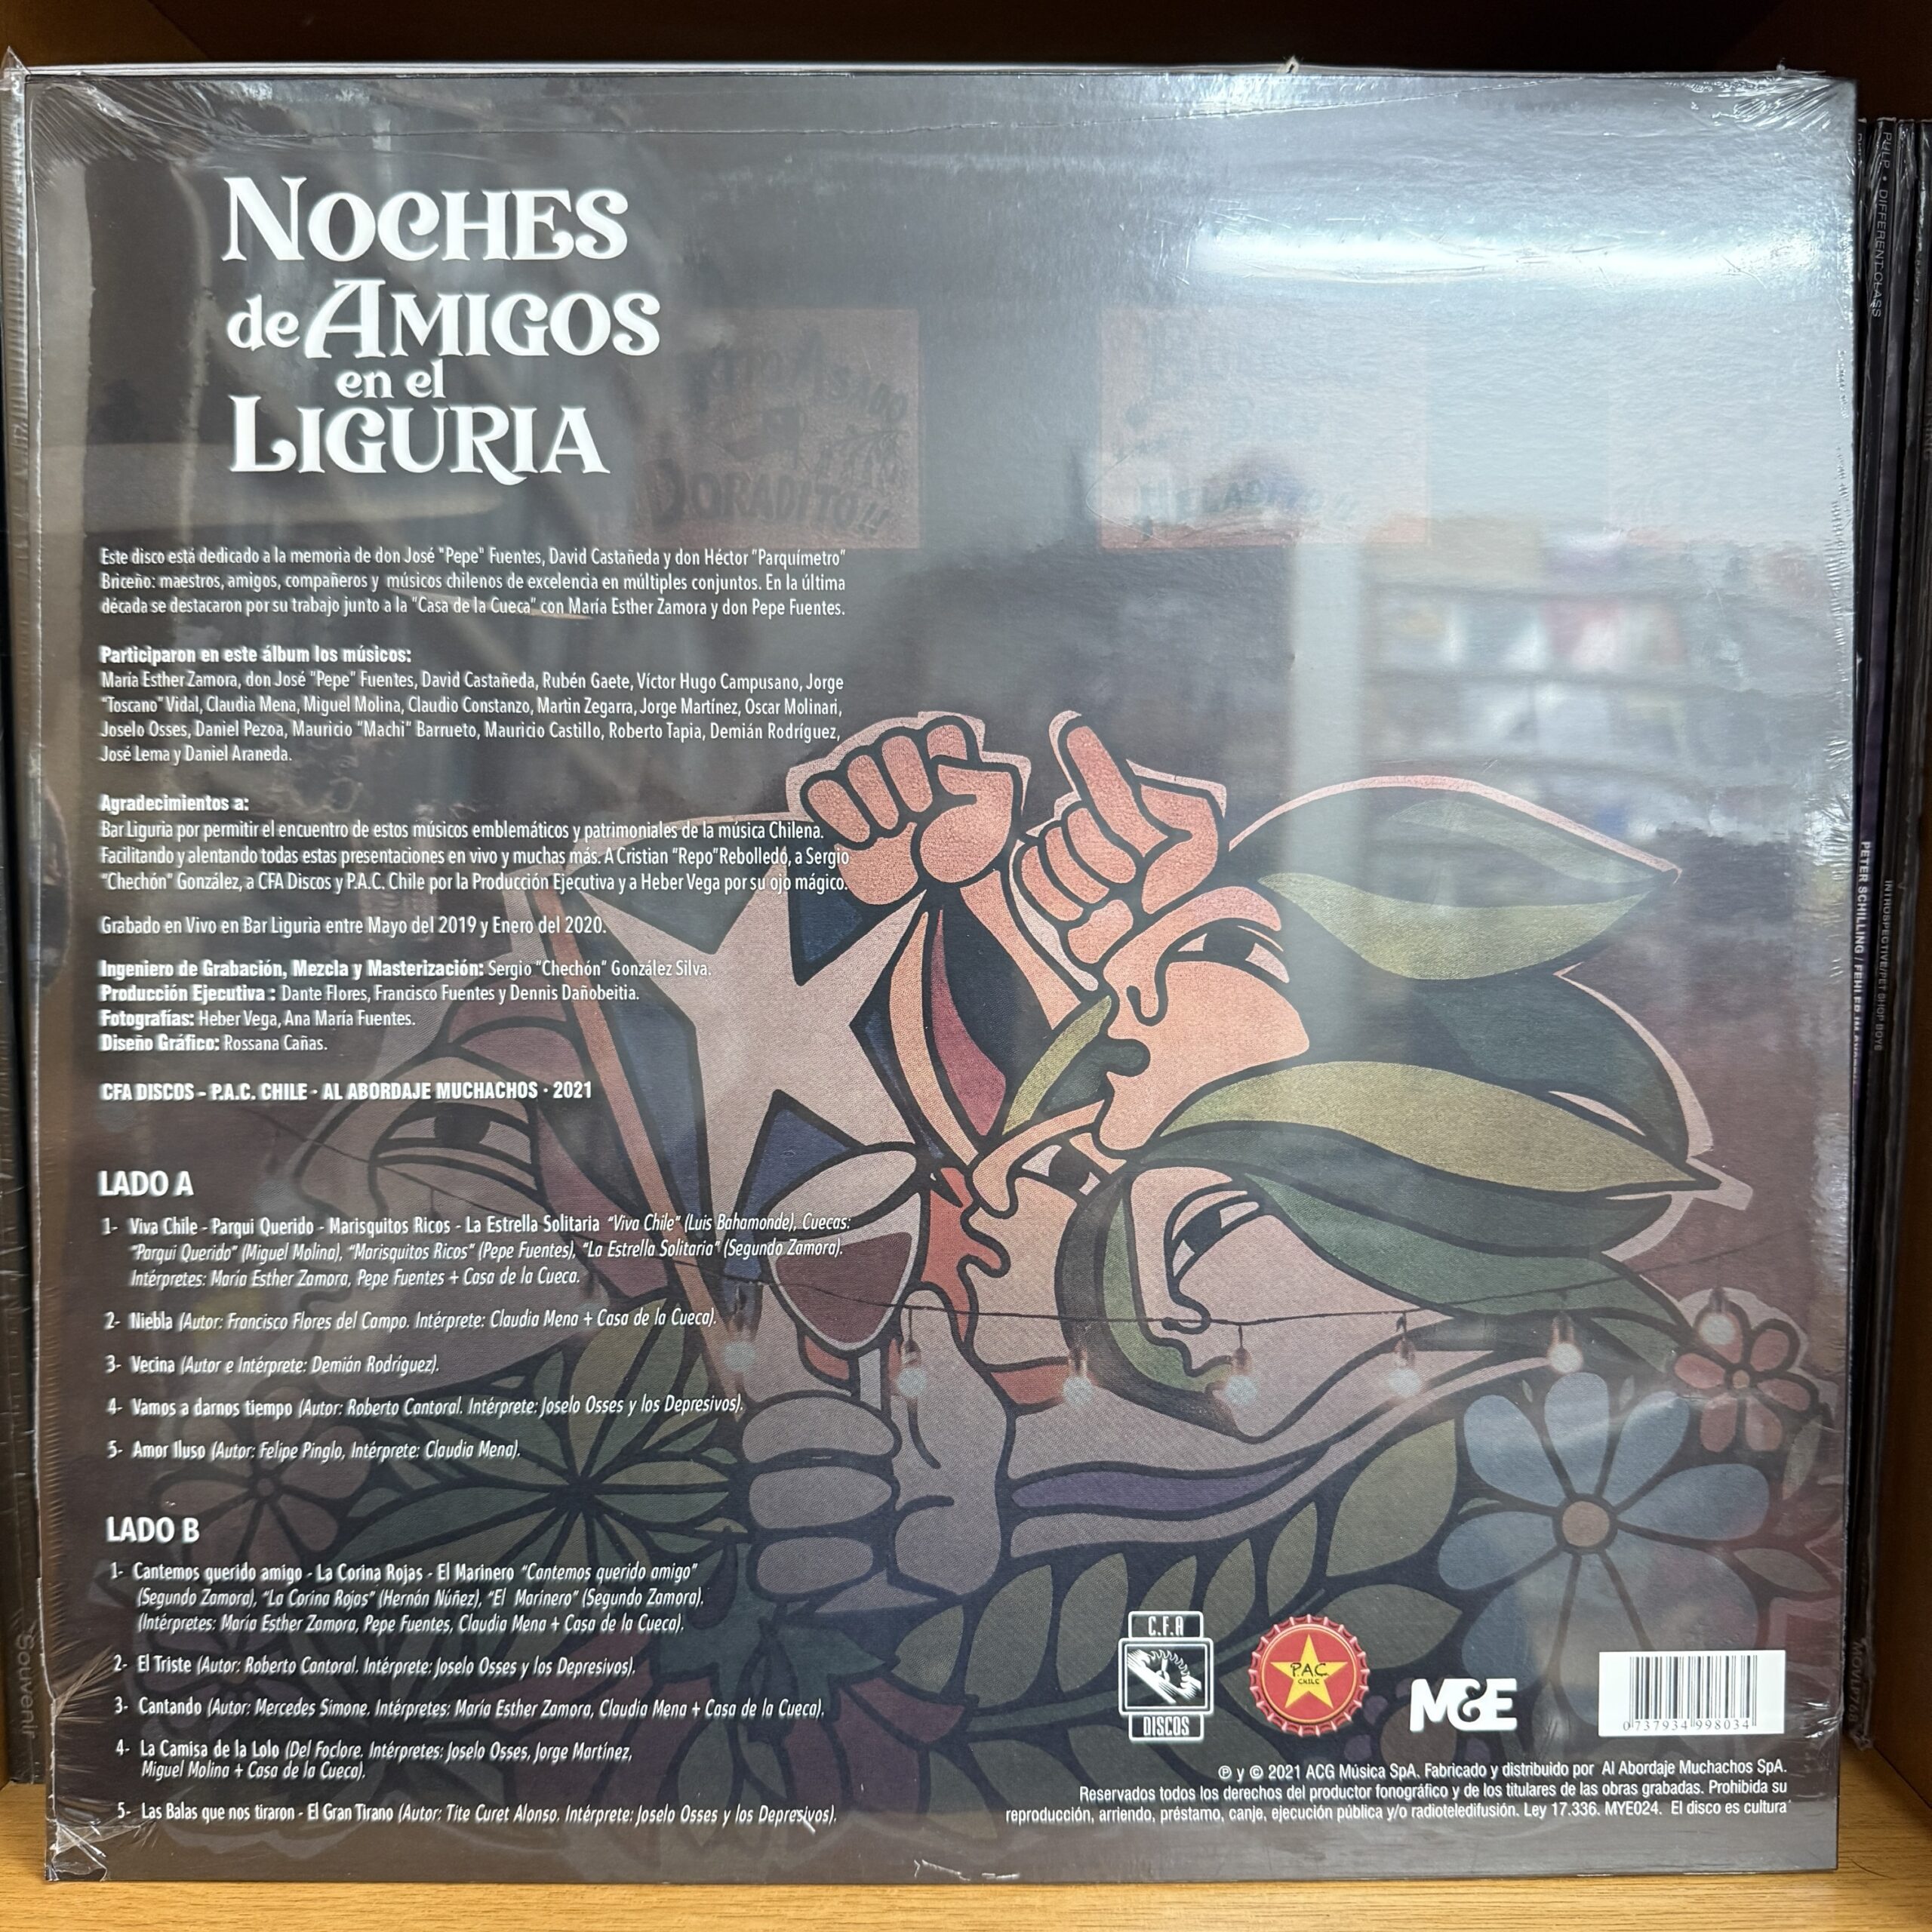 NOCHES
de AMIGOS
en el
LIGURIA
Este disco está dedicado a la memoria de don José "Pepe" Fuentes, David Castañeda y don Héctor "Parquímetro"
Briceño: maestros, amigos, compañeros y músicos chilenos de excelencia en múltiples conjuntos. En la última
década se destacaron por su trabajo junto a la "Casa de la Cueca" con María Esther Zamora y don Pepe Fuentes.
Participaron en este álbum los músicos:
María Esther Zamora, don José "Pepe" Fuentes, David Castañeda, Rubén Gaete, Víctor Hugo Campusano, Jorge
"Toscano" Vidal, Claudia Mena, Miguel Molina, Claudio Constanzo, Martin Zegarra, Jorge Martínez, Oscar Molinari,
Joselo Osses, Daniel Pezoa, Mauricio "Machi" Barrueto, Mauricio Castillo, Roberto Tapia, Demián Rodríguez,
José Lema y Daniel Araneda.
Agradecimientos a:
Bar Liguria por permitir el encuentro de estos músicos emblemáticos y patrimoniales de la música Chilena.
Facilitando y alentando todas estas presentaciones en vivo y muchas más. A Cristian "Repo"Rebolledo, a Sergio
"Chechón" González, a CFA Discos y P.A.C. Chile por la Producción Ejecutiva y a Heber Vega por su ojo mágico.
Grabado en Vivo en Bar Liguria entre Mayo del 2019 y Enero del 2020.
Ingeniero de Grabación, Mezcla y Masterización: Sergio "Chechón" González Silva.
Producción Ejecutiva : Dante Flores, Francisco Fuentes y Dennis Dañobeitia.
Fotografías: Heber Vega, Ana María Fuentes.
Diseño Gráfico: Rossana Cañas.
CFA DISCOS - P.A.C. CHILE - AL ABORDAJE MUCHACHOS · 2021
LADO A
1- Viva Chile - Parqui Querido - Marisquitos Ricos - La Estrella Solitaria "Viva Chile" (Luis Bahamonde), Cuecas:
"Parqui Querido" (Miguel Molina), "Marisquitos Ricos" (Pepe Fuentes), "La Estrella Solitaria" (Segundo Zamora).
Intérpretes: María Esther Zamora, Pepe Fuentes + Casa de la Cueca.
2- Niebla (Autor: Francisco Flores del Campo. Intérprete: Claudia Mena + Casa de la Cueca).
3- Vecina (Autor e Intérprete: Demián Rodríguez).
4- Vamos a darnos tiempo (Autor: Roberto Cantoral. Intérprete: Joselo Osses y los Depresivos).
5- Amor Iluso (Autor: Felipe Pinglo, Intérprete: Claudia Mena).
LADO B
1- Cantemos querido amigo - La Corina Rojas - El Marinero "Cantemos querido amigo"
(Segundo Zamora), "La Corina Rojas" (Hernán Núñez), "El Marinero" (Segundo Zamora).
(Intérpretes: María Esther Zamora, Pepe Fuentes, Claudia Mena + Casa de la Cueca).
2- El Triste (Autor: Roberto Cantoral. Intérprete: Joselo Osses y los Depresivos).
3- Cantando (Autor: Mercedes Simone. Intérpretes: María Esther Zamora, Claudia Mena + Casa de la Cueca).
4- La Camisa de la Lolo (Del Foclore. Intérpretes: Joselo Osses, Jorge Martínez,
Miguel Molina + Casa de la Cueca).
5- Las Balas que nos tiraron - El Gran Tirano (Autor: Tite Curet Alonso. Intérprete: Joselo Osses y los Depresivos).
C.F.A
DISCOS
P.A.C.
CHILE
M&E
0 737934 998034
℗ y © 2021 ACG Música SpA. Fabricado y distribuido por Al Abordaje Muchachos SpA.
Reservados todos los derechos del productor fonográfico y de los titulares de las obras grabadas. Prohibida su
reproducción, arriendo, préstamo, canje, ejecución pública y/o radioteledifusión. Ley 17.336. MYE024. El disco es cultura
PULP • DIFFERENT CLASS
PETER SCHILLING /
INTROSPECTIVE/PET SHOP BOYS
MOVLP768
Souvenir
DORADITO!!
HELADITO!!